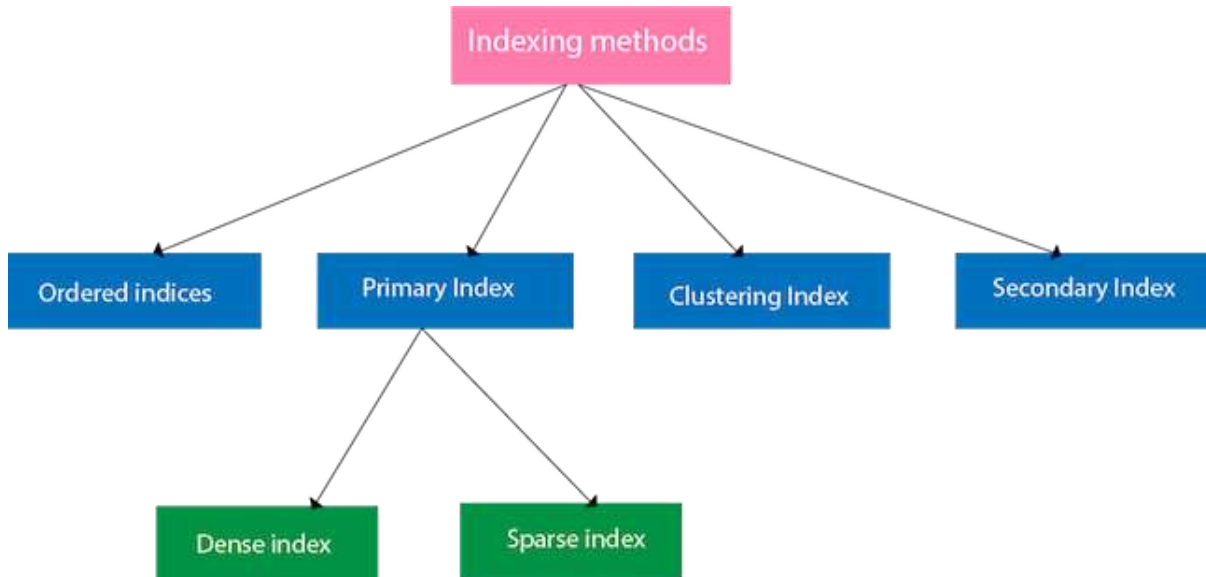 Indexing methods
Ordered indices
Primary Index
Clustering Index
Secondary Index
Dense index
Sparse index